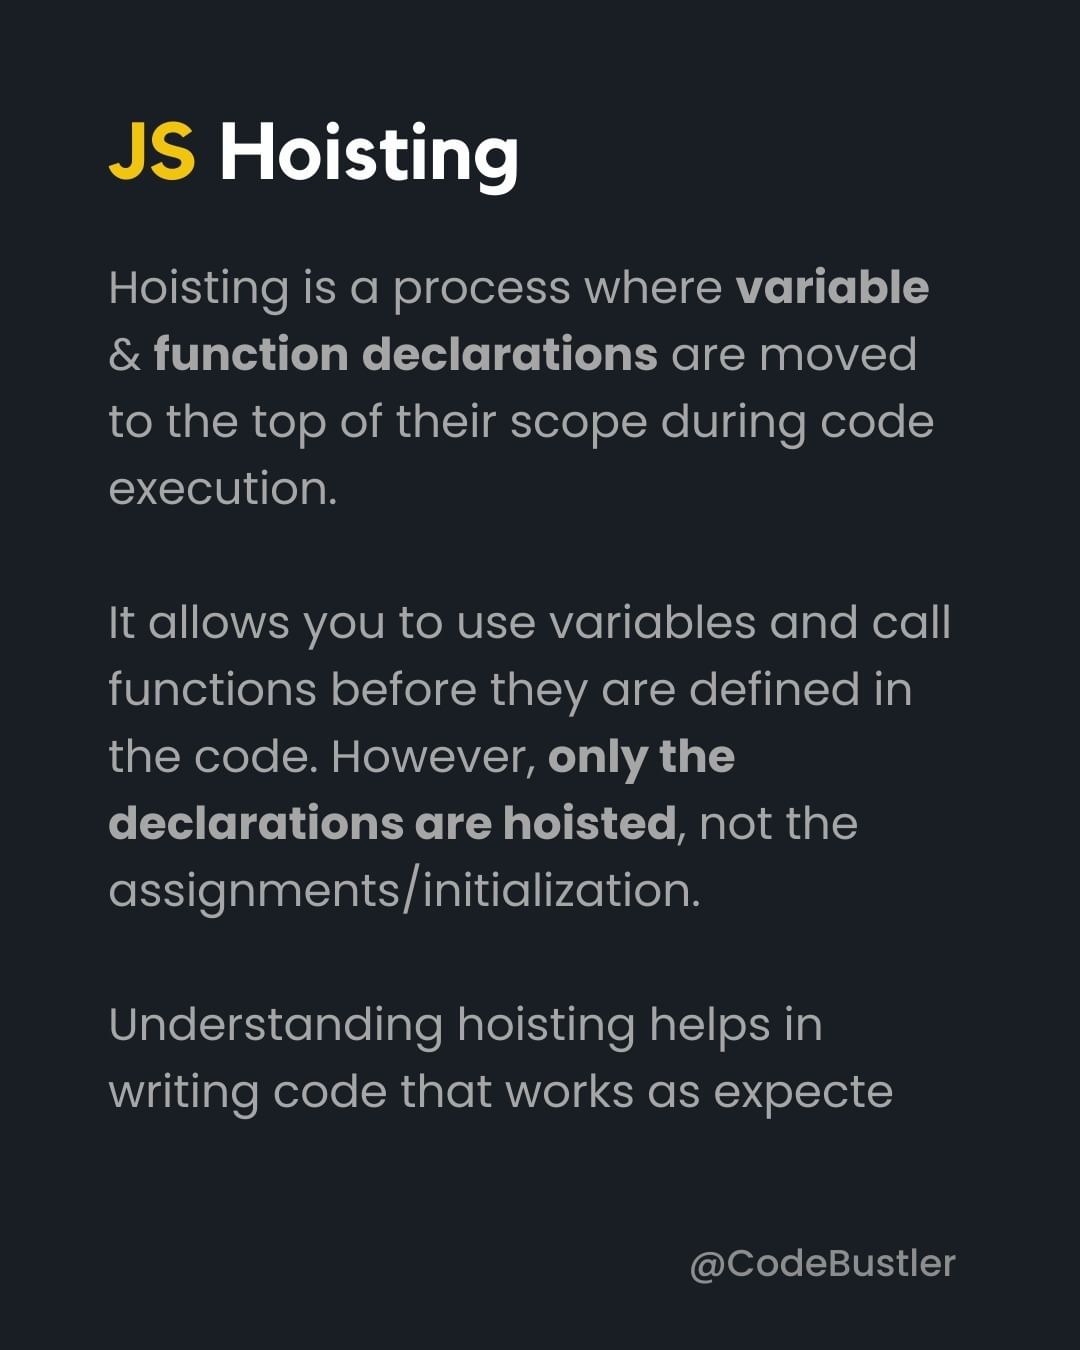 JS Hoisting
Hoisting is a process where variable
& function declarations are moved
to the top of their scope during code
execution.
It allows you to use variables and call
functions before they are defined in
the code. However, only the
declarations are hoisted, not the
assignments/initialization.
Understanding hoisting helps in
writing code that works as expecte
@CodeBustler